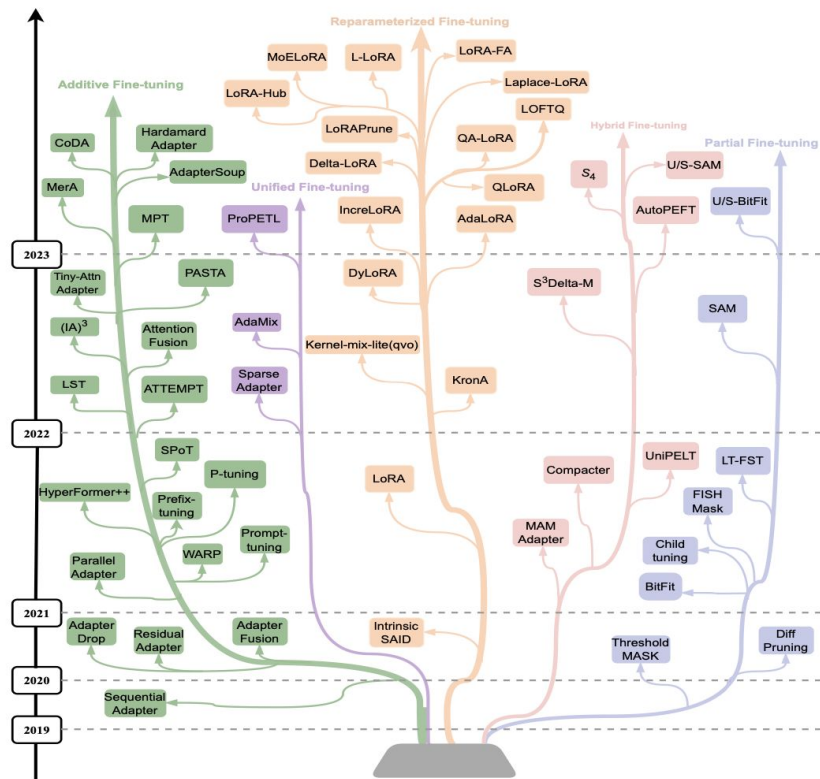 Reparameterized Fine-tuning
MoELoRA
L-LoRA
LoRA-FA
Additive Fine-tuning
LoRA-Hub
Laplace-LoRA
LOFTQ
CoDA
Hardamard
Adapter
LoRAPrune
QA-LoRA
Hybrid Fine-tuning
Partial Fine-tuning
AdapterSoup
Delta-LoRA
S4
U/S-SAM
MerA
Unified Fine-tuning
QLoRA
U/S-BitFit
MPT
ProPETL
IncreLoRA
AdaLoRA
AutoPEFT
2023
Tiny-Attn
Adapter
PASTA
DyLoRA
S³Delta-M
SAM
(IA)³
Attention
Fusion
AdaMix
Kernel-mix-lite(qvo)
LST
ATTEMPT
Sparse
Adapter
KronA
2022
SPoT
P-tuning
LoRA
Compacter
UniPELT
LT-FST
HyperFormer++
Prefix-
tuning
FISH
Mask
WARP
Prompt-
tuning
MAM
Adapter
Child
tuning
Parallel
Adapter
BitFit
2021
Adapter
Drop
Residual
Adapter
Adapter
Fusion
Intrinsic
SAID
Threshold
MASK
Diff
Pruning
2020
Sequential
Adapter
2019